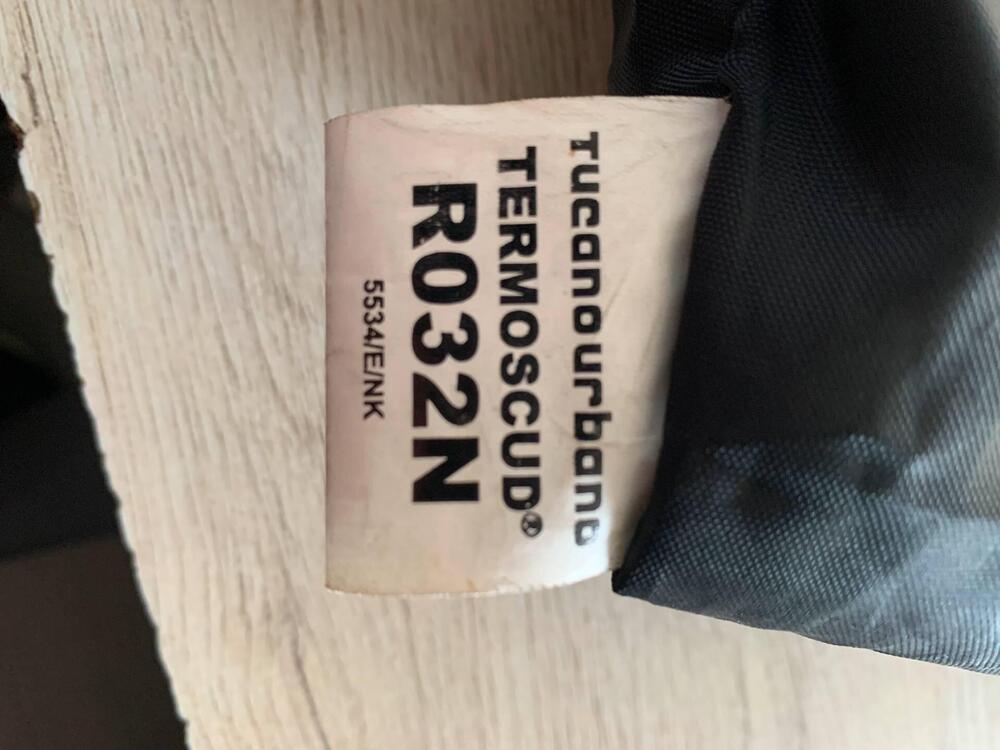 Tucanourbano
TERMOSCUD®
R032N
5534/E/NK